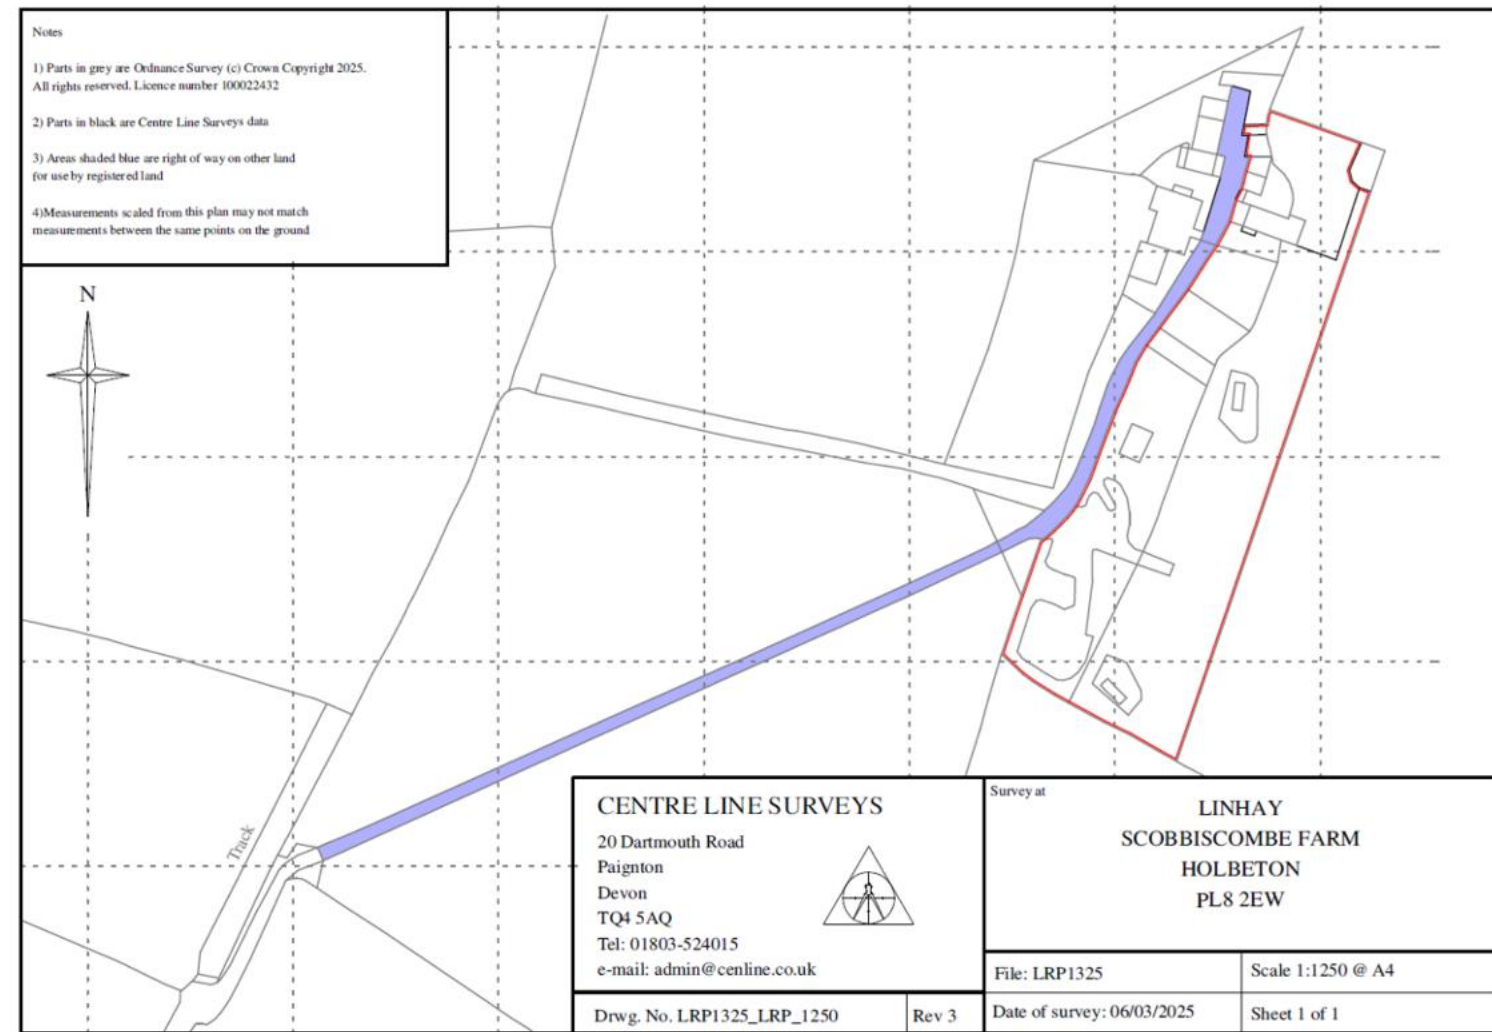 Notes
1) Parts in grey are Ordnance Survey (c) Crown Copyright 2025.
All rights reserved. Licence number 100022432
2) Parts in black are Centre Line Surveys data
3) Areas shaded blue are right of way on other land
for use by registered land
4)Measurements scaled from this plan may not match
measurements between the same points on the ground
N
Track
CENTRE LINE SURVEYS
20 Dartmouth Road
Paignton
Devon
TQ4 5AQ
Tel: 01803-524015
e-mail: admin@cenline.co.uk
Drwg. No. LRP1325_LRP_1250
Rev 3
Survey at
LINHAY
SCOBBISCOMBE FARM
HOLBETON
PL8 2EW
File: LRP1325
Scale 1:1250 @ A4
Date of survey: 06/03/2025
Sheet 1 of 1